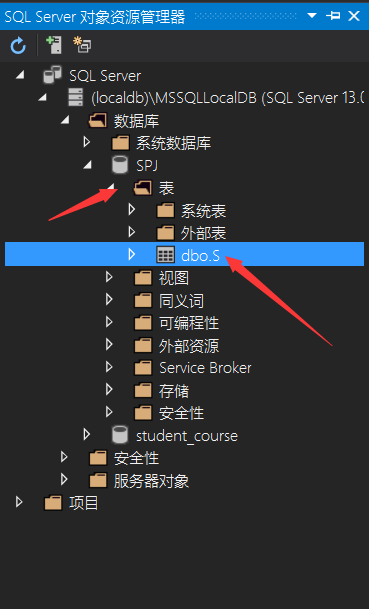 SQL Server 对象资源管理器
SQL Server
(localdb)\MSSQLLocalDB (SQL Server 13.0
数据库
系统数据库
SPJ
表
系统表
外部表
dbo.S
视图
同义词
可编程性
外部资源
Service Broker
存储
安全性
student_course
安全性
服务器对象
项目